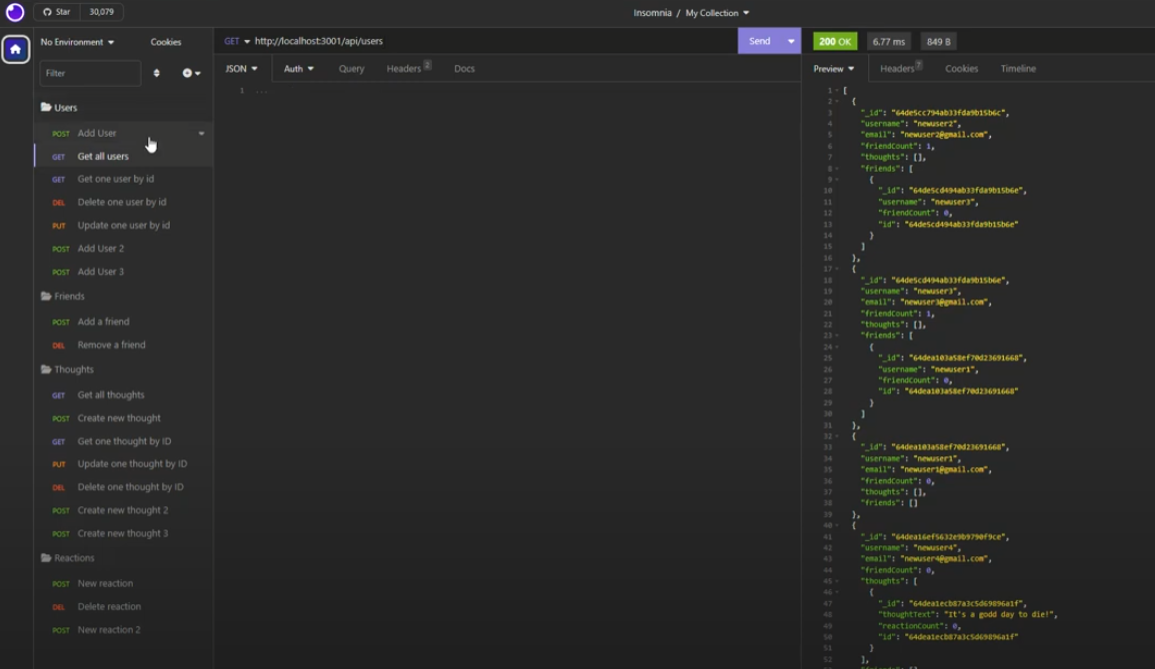 Star 30,079
Insomnia / My Collection
No Environment Cookies
GET http://localhost:3001/api/users Send
200 OK 6.77 ms 849 B
Filter
JSON Auth Query Headers 2 Docs
Preview Headers 7 Cookies Timeline
Users
POST Add User
GET Get all users
GET Get one user by id
DEL Delete one user by id
PUT Update one user by id
POST Add User 2
POST Add User 3
Friends
POST Add a friend
DEL Remove a friend
Thoughts
GET Get all thoughts
POST Create new thought
GET Get one thought by ID
PUT Update one thought by ID
DEL Delete one thought by ID
POST Create new thought 2
POST Create new thought 3
Reactions
POST New reaction
DEL Delete reaction
POST New reaction 2
1 ...
1 [
2 {
3 "_id": "64de5cc794ab33fda9b15b6c",
4 "username": "newuser2",
5 "email": "newuser2@gmail.com",
6 "friendCount": 1,
7 "thoughts": [],
8 "friends": [
9 {
10 "_id": "64de5cd494ab33fda9b15b6e",
11 "username": "newuser3",
12 "friendCount": 0,
13 "id": "64de5cd494ab33fda9b15b6e"
14 }
15 ]
16 },
17 {
18 "_id": "64de5cd494ab33fda9b15b6e",
19 "username": "newuser3",
20 "email": "newuser3@gmail.com",
21 "friendCount": 1,
22 "thoughts": [],
23 "friends": [
24 {
25 "_id": "64dea103a58ef70d23691668",
26 "username": "newuser1",
27 "friendCount": 0,
28 "id": "64dea103a58ef70d23691668"
29 }
30 ]
31 },
32 {
33 "_id": "64dea103a58ef70d23691668",
34 "username": "newuser1",
35 "email": "newuser1@gmail.com",
36 "friendCount": 0,
37 "thoughts": [],
38 "friends": []
39 },
40 {
41 "_id": "64dea16ef5632e9b9790f9ce",
42 "username": "newuser4",
43 "email": "newuser4@gmail.com",
44 "friendCount": 0,
45 "thoughts": [
46 {
47 "_id": "64dea1ecb87a3c5d69896a1f",
48 "thoughtText": "It's a godd day to die!",
49 "reactionCount": 0,
50 "id": "64dea1ecb87a3c5d69896a1f"
51 }
52 ],